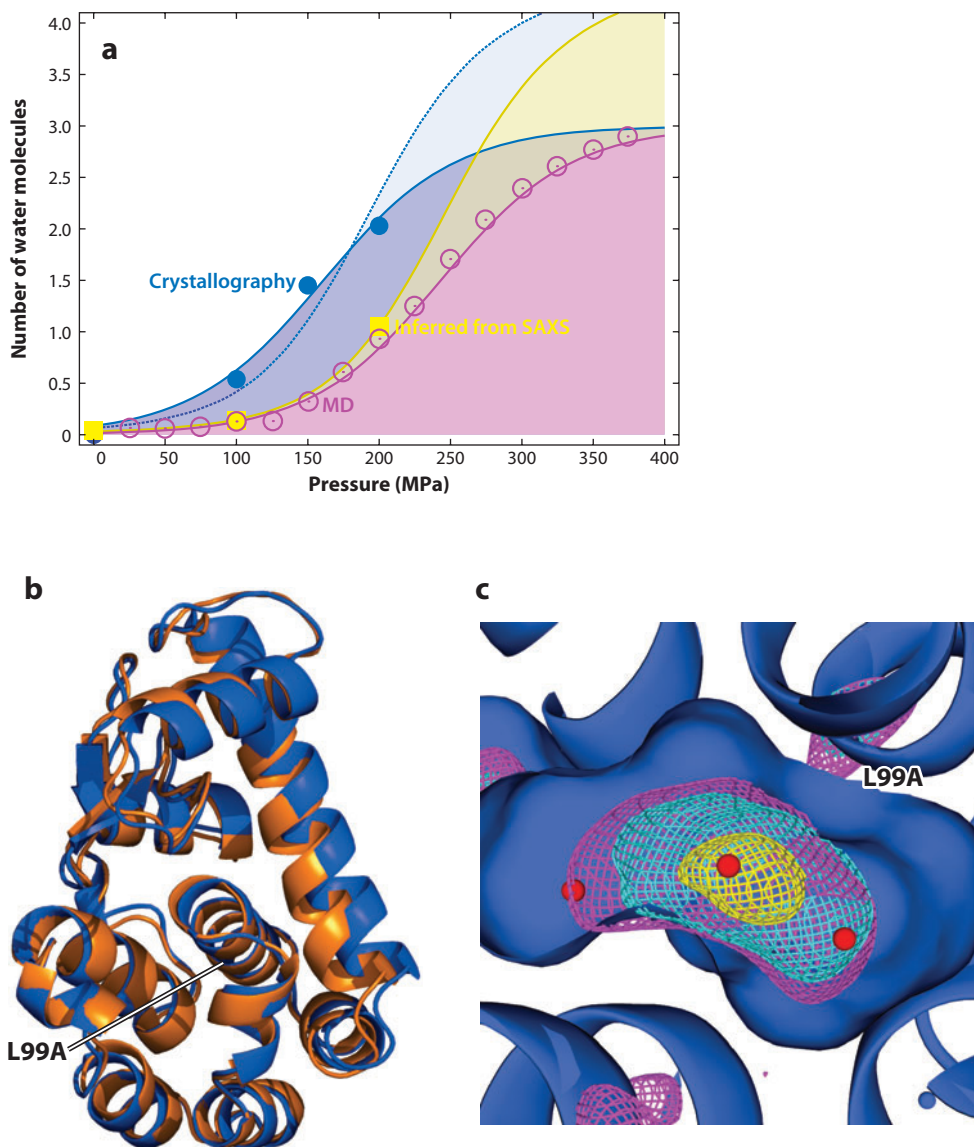 a
4.0
3.5
3.0
2.5
2.0
1.5
1.0
0.5
0
Number of water molecules
Crystallography
Inferred from SAXS
MD
0 50 100 150 200 250 300 350 400
Pressure (MPa)
b
L99A
c
L99A